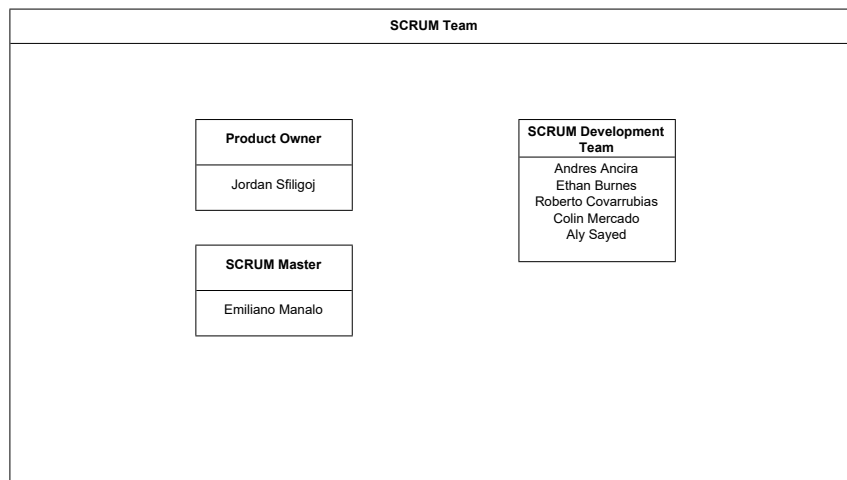 SCRUM Team
Product Owner
Jordan Sfiligoj
SCRUM Master
Emiliano Manalo
SCRUM Development
Team
Andres Ancira
Ethan Burnes
Roberto Covarrubias
Colin Mercado
Aly Sayed